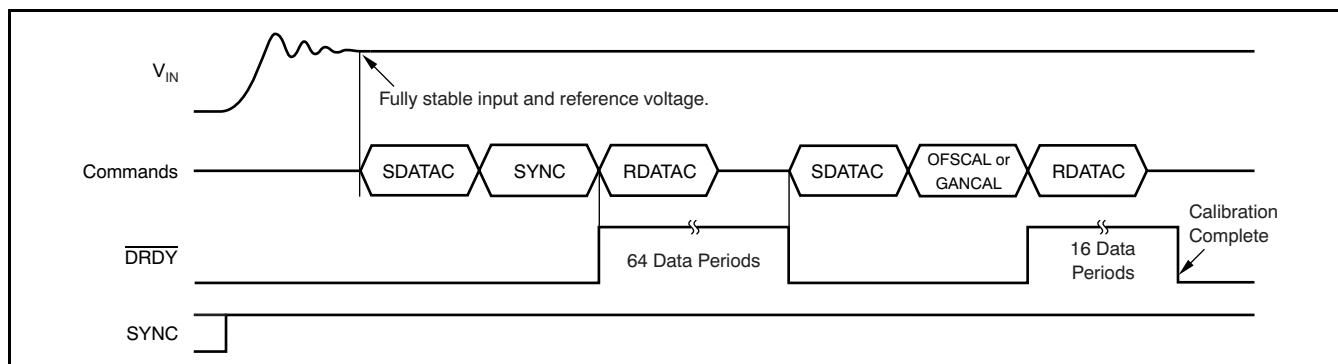 V_IN
Fully stable input and reference voltage.
Commands
SDATAC
SYNC
RDATAC
SDATAC
OFSCAL or
GANCAL
RDATAC
Calibration
Complete
DRDY
64 Data Periods
16 Data
Periods
SYNC